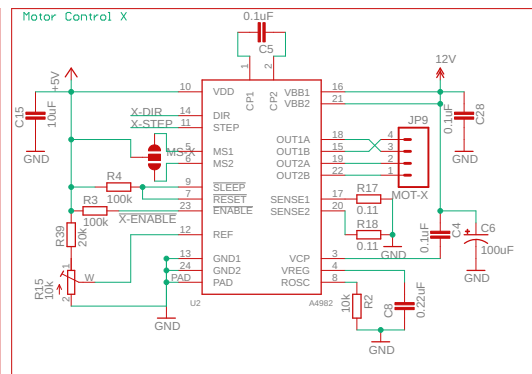 Motor Control X
0.1uF
C5
+5V
12V
1
2
CP1
CP2
C15
10uF
GND
10
VDD
VBB1
16
VBB2
21
0.1uF
C28
GND
X-DIR
14
DIR
X-STEP
11
STEP
JP9
OUT1A
18
4
OUT1B
15
3
OUT2A
19
2
OUT2B
22
1
MOT-X
MS-X
5
MS1
6
MS2
R4
100k
9
SLEEP
7
RESET
R3
100k
X-ENABLE
23
ENABLE
SENSE1
17
R17
0.11
SENSE2
20
R18
0.11
GND
R39
20k
12
REF
0.1uF
C4
C6
100uF
GND
R15
10k
1
W
2
13
GND1
24
GND2
PAD
PAD
VCP
3
VREG
4
ROSC
8
U2
A4982
10k
R2
C8
0.22uF
GND
GND